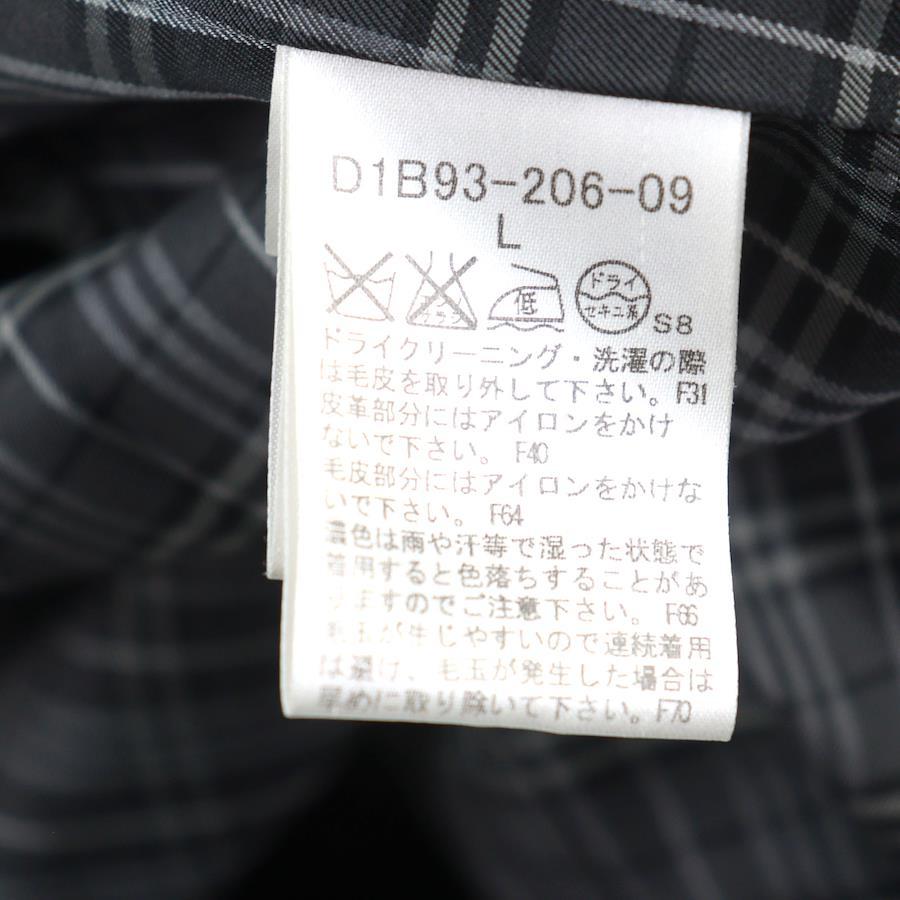 D1B93-206-09
L
低
ドライ
セキユ系
S8
ドライクリーニング・洗濯の際
は毛皮を取り外して下さい。F31
皮革部分にはアイロンをかけ
ないで下さい。F40
毛皮部分にはアイロンをかけな
いで下さい。F64
濃色は雨や汗等で湿った状態で
着用すると色落ちすることがあ
りますのでご注意下さい。F66
毛玉が生じやすいので連続着用
は避け、毛玉が発生した場合は
早めに取り除いて下さい。F70